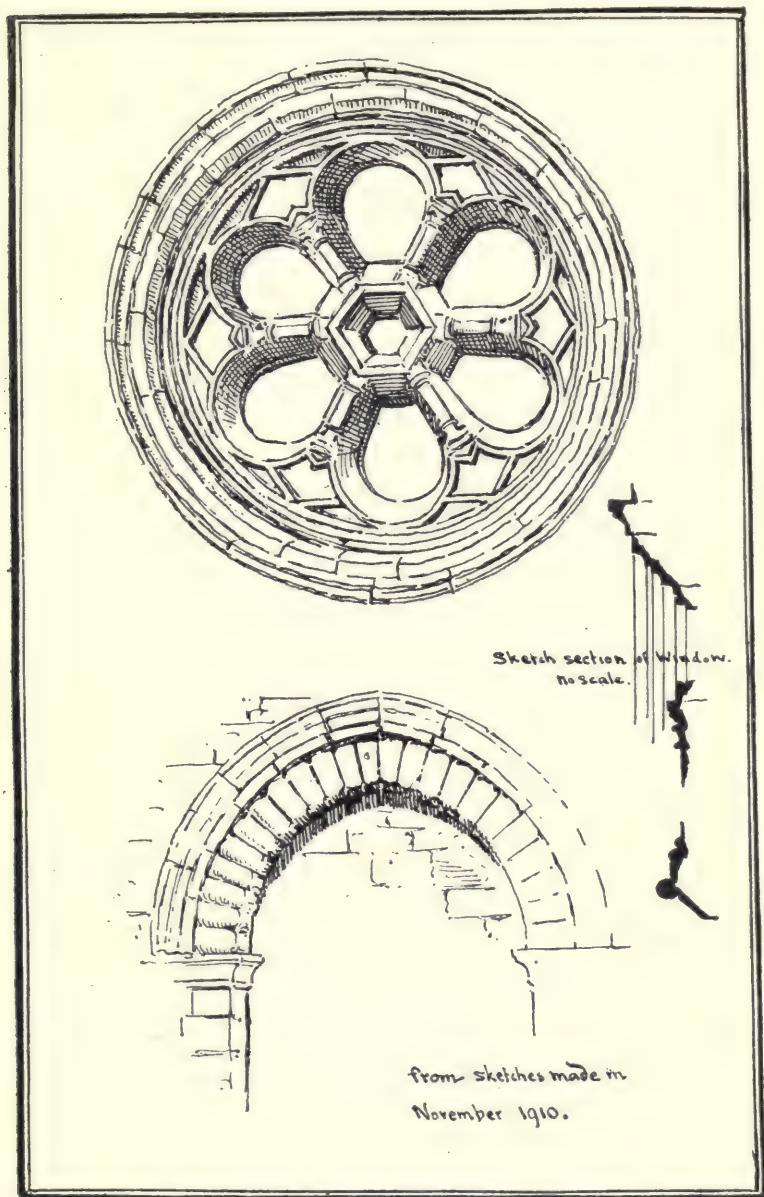 Sketch section of Window.
no scale.
from sketches made in
November 1910.